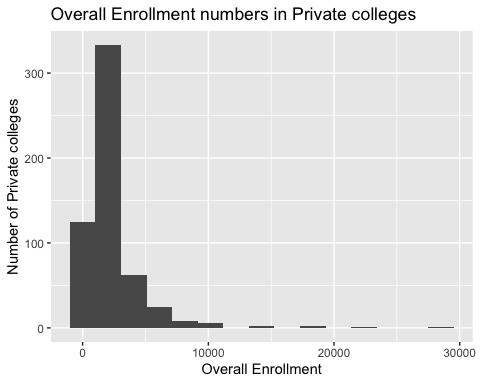 Overall Enrollment numbers in Private colleges
Number of Private colleges
300
200
100
0
0 10000 20000 30000
Overall Enrollment